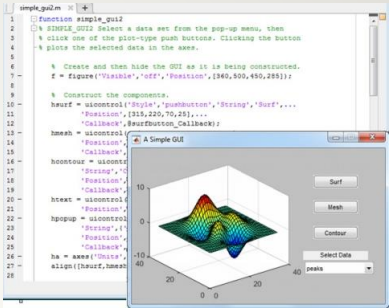 simple_gui2.m
1 function simple_gui2
2 % SIMPLE_GUI2 Select a data set from the pop-up menu, then
3 % click one of the plot-type push buttons. Clicking the button
4 % plots the selected data in the axes.
5
6 % Create and then hide the GUI as it is being constructed.
7 f = figure('Visible','off','Position',[360,500,450,285]);
8
9 % Construct the components.
10 hsurf = uicontrol('Style','pushbutton','String','Surf',...
11 'Position',[315,220,70,25],...
12 'Callback',@surfbutton_Callback);
13 hmesh = uicontrol(
14 'Position',
15 'Callback',
16 hcontour = uicontrol
17 'String','C
18 'Position',
19 'Callback',
20 htext = uicontrol(
21 'Position',
22 hpopup = uicontrol
23 'String',{'
24 'Position',
25 'Callback',
26 ha = axes('Units',
27 align([hsurf,hmesh
A Simple GUI
Surf
Mesh
Contour
Select Data
peaks
10
0
-10
40
20
0
0
20
40